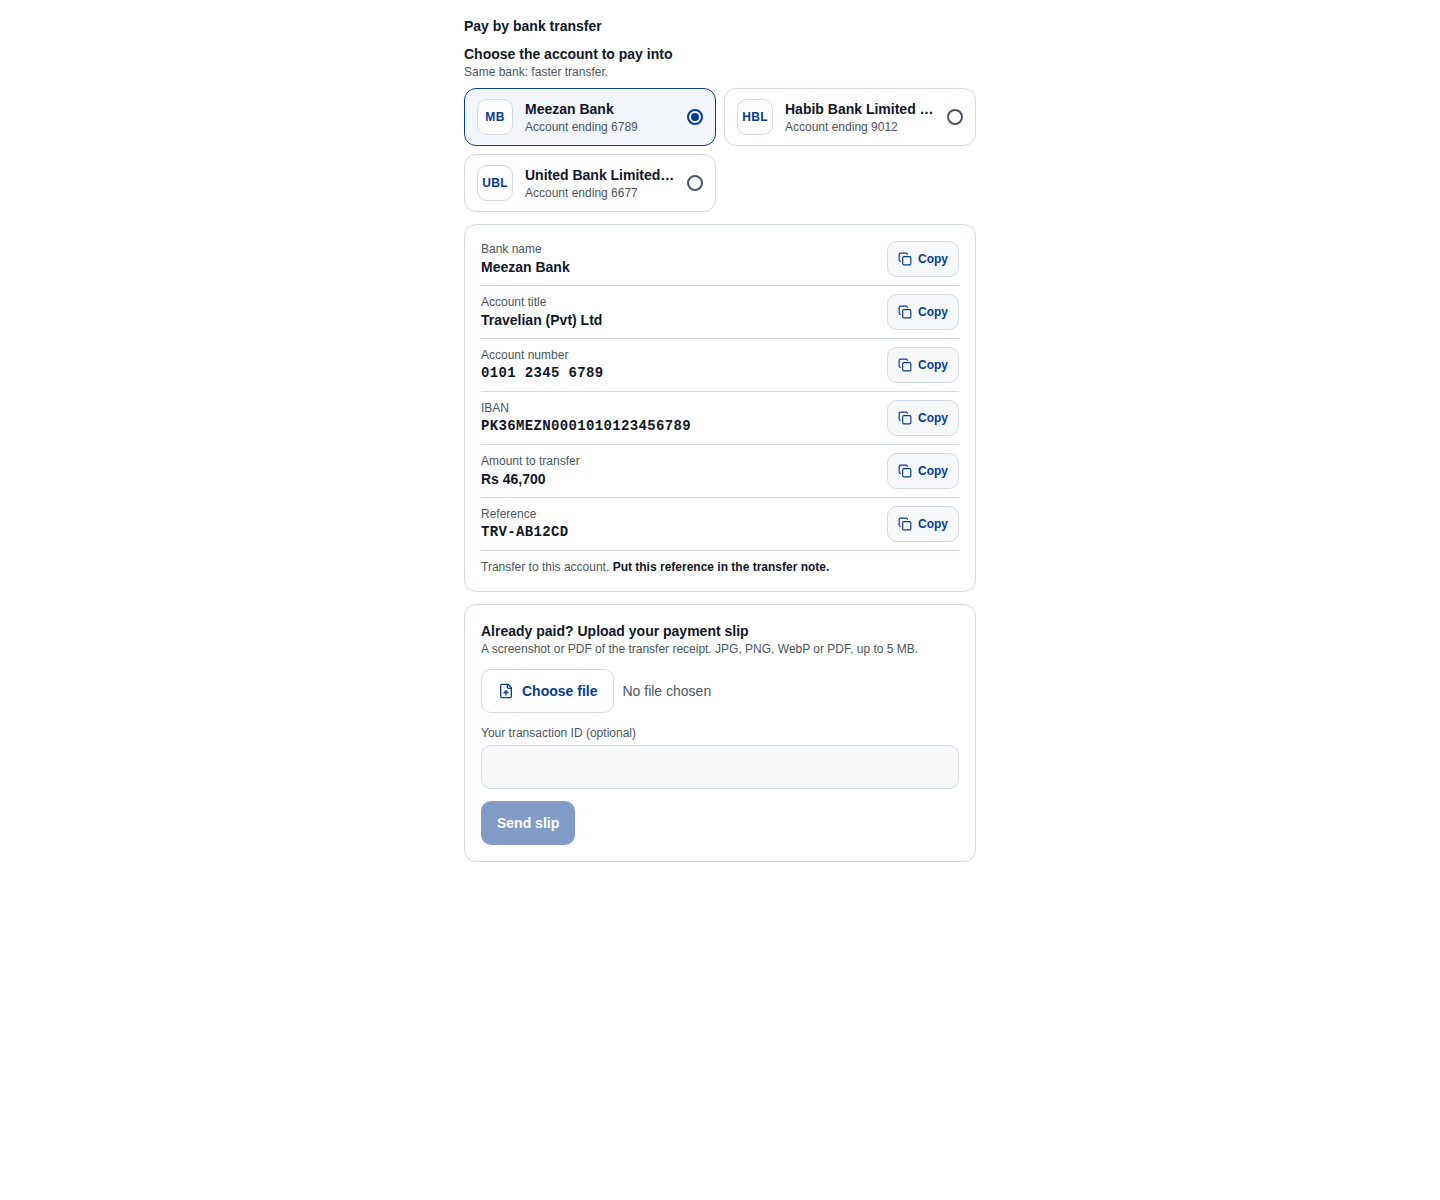 Pay by bank transfer
Choose the account to pay into
Same bank: faster transfer.
MB
Meezan Bank
Account ending 6789
HBL
Habib Bank Limited …
Account ending 9012
UBL
United Bank Limited…
Account ending 6677
Bank name
Meezan Bank
Copy
Account title
Travelian (Pvt) Ltd
Copy
Account number
0101 2345 6789
Copy
IBAN
PK36MEZN0001010123456789
Copy
Amount to transfer
Rs 46,700
Copy
Reference
TRV-AB12CD
Copy
Transfer to this account. Put this reference in the transfer note.
Already paid? Upload your payment slip
A screenshot or PDF of the transfer receipt. JPG, PNG, WebP or PDF, up to 5 MB.
Choose file No file chosen
Your transaction ID (optional)
Send slip